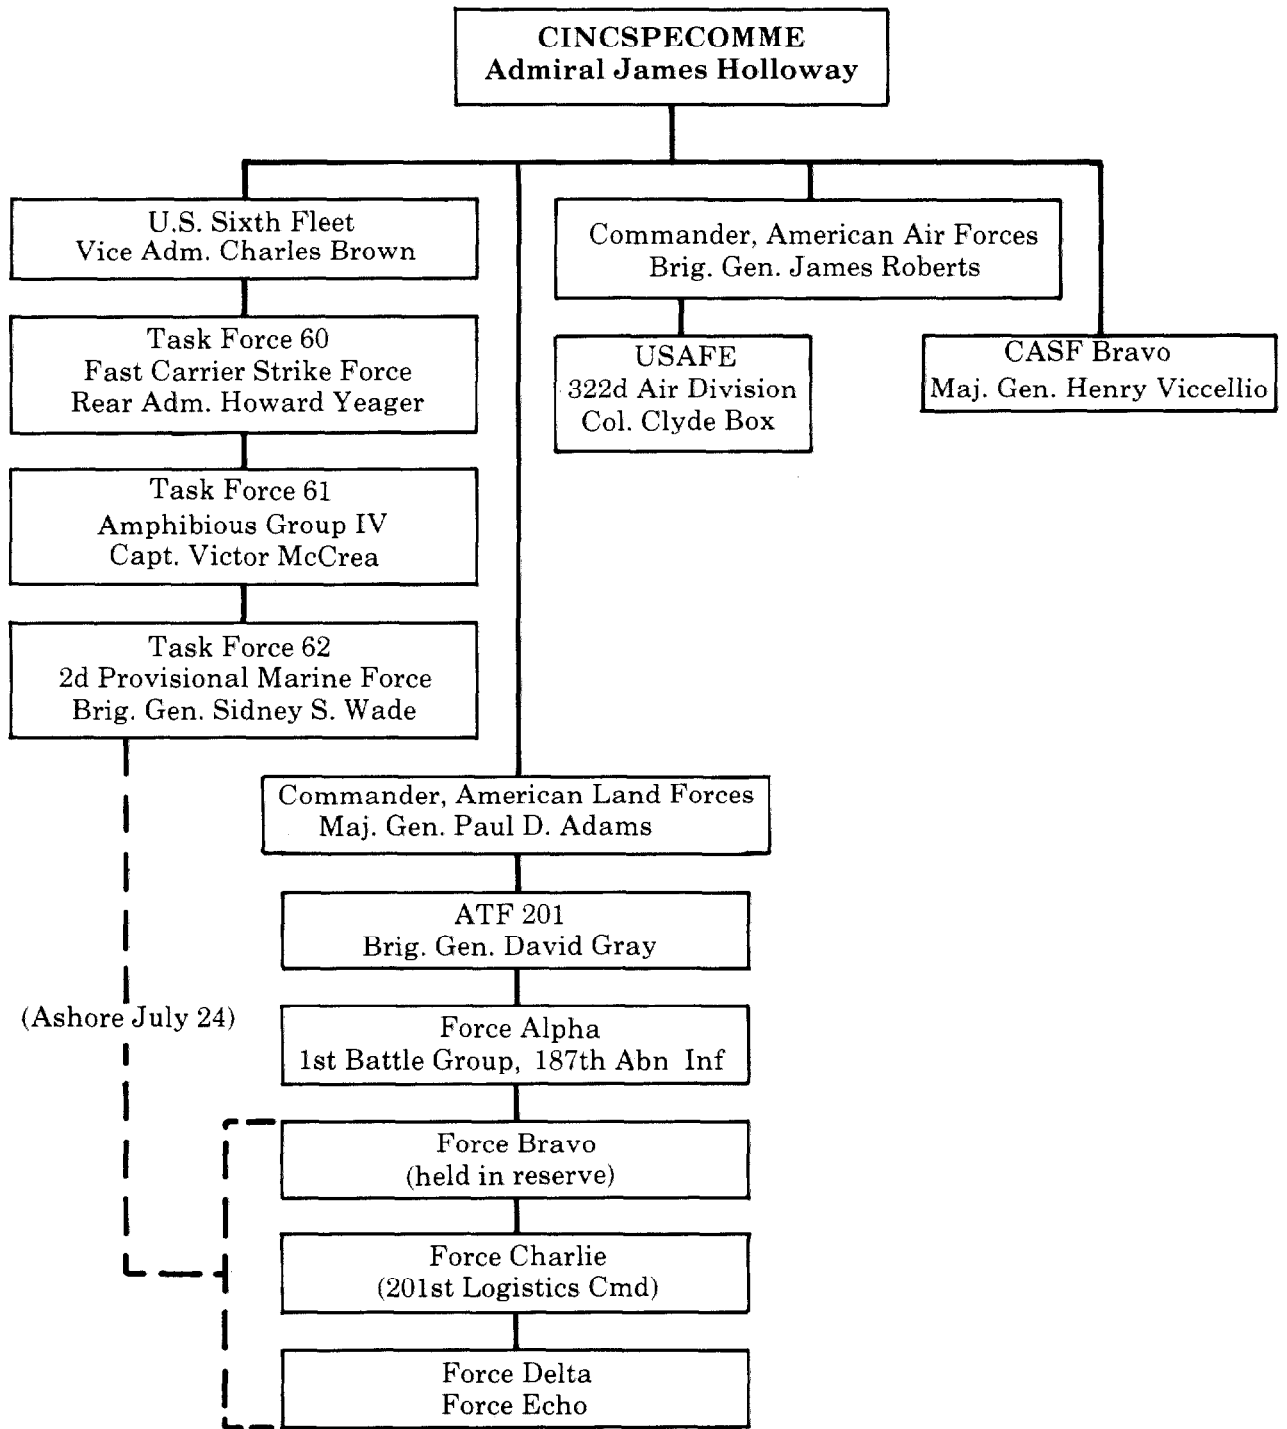 CINCSPECOMME
Admiral James Holloway
U.S. Sixth Fleet
Vice Adm. Charles Brown
Commander, American Air Forces
Brig. Gen. James Roberts
Task Force 60
Fast Carrier Strike Force
Rear Adm. Howard Yeager
USAFE
322d Air Division
Col. Clyde Box
CASF Bravo
Maj. Gen. Henry Viccellio
Task Force 61
Amphibious Group IV
Capt. Victor McCrea
Task Force 62
2d Provisional Marine Force
Brig. Gen. Sidney S. Wade
Commander, American Land Forces
Maj. Gen. Paul D. Adams
ATF 201
Brig. Gen. David Gray
(Ashore July 24)
Force Alpha
1st Battle Group, 187th Abn Inf
Force Bravo
(held in reserve)
Force Charlie
(201st Logistics Cmd)
Force Delta
Force Echo